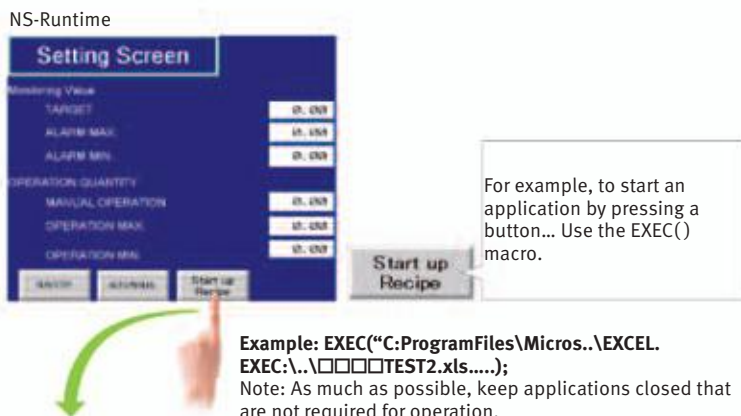 NS-Runtime
Setting Screen
Monitoring Value
TARGET
0.00
ALARM MAX.
0.00
ALARM MIN.
0.00
OPERATION QUANTITY
MANUAL OPERATION
0.00
OPERATION MAX.
0.00
OPERATION MIN.
0.00
Start up
Recipe
Start up
Recipe
For example, to start an
application by pressing a
button... Use the EXEC( )
macro.
Example: EXEC(“C:ProgramFiles\Micros..\EXCEL.
EXEC:\..\□□□□TEST2.xls.....);
Note: As much as possible, keep applications closed that
are not required for operation.